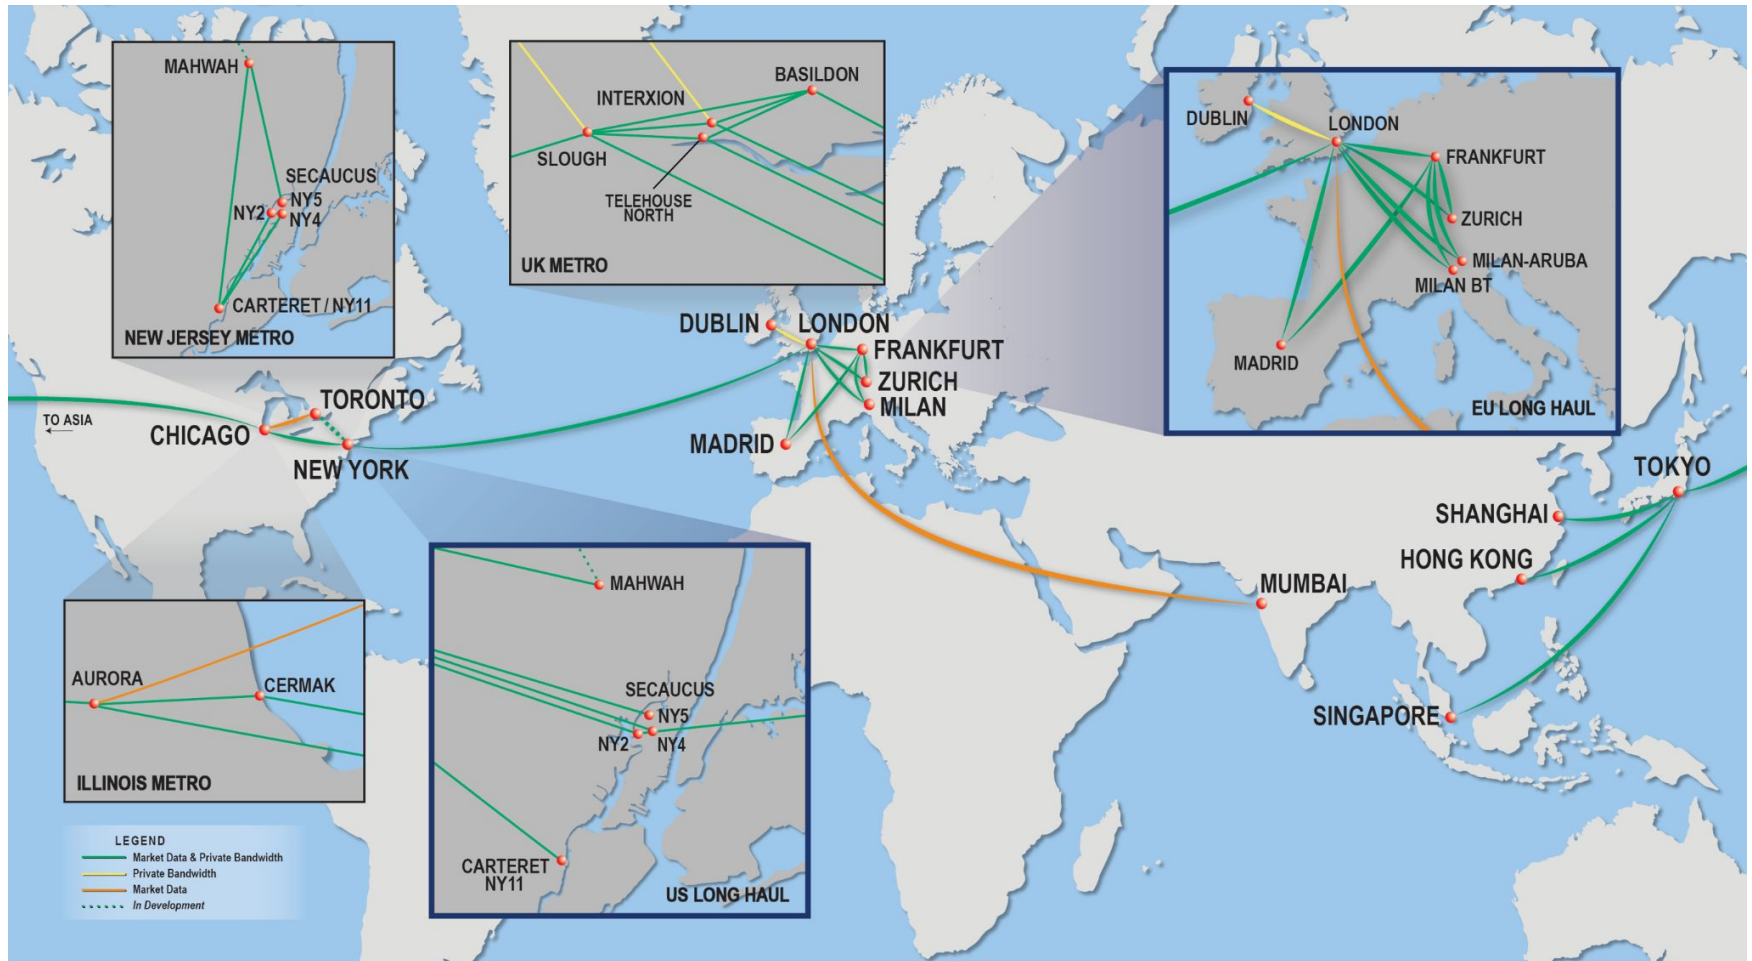 MAHWAH
SECAUCUS
NY5
NY2
NY4
CARTERET / NY11
NEW JERSEY METRO
BASILDON
INTERXION
SLOUGH
TELEHOUSE
NORTH
UK METRO
DUBLIN
LONDON
FRANKFURT
ZURICH
MILAN-ARUBA
MILAN BT
MADRID
EU LONG HAUL
DUBLIN
LONDON
FRANKFURT
ZURICH
MILAN
MADRID
TORONTO
TO ASIA
CHICAGO
NEW YORK
TOKYO
SHANGHAI
HONG KONG
MUMBAI
SINGAPORE
AURORA
CERMAK
ILLINOIS METRO
MAHWAH
SECAUCUS
NY5
NY2
NY4
CARTERET
NY11
US LONG HAUL
LEGEND
Market Data & Private Bandwidth
Private Bandwidth
Market Data
In Development